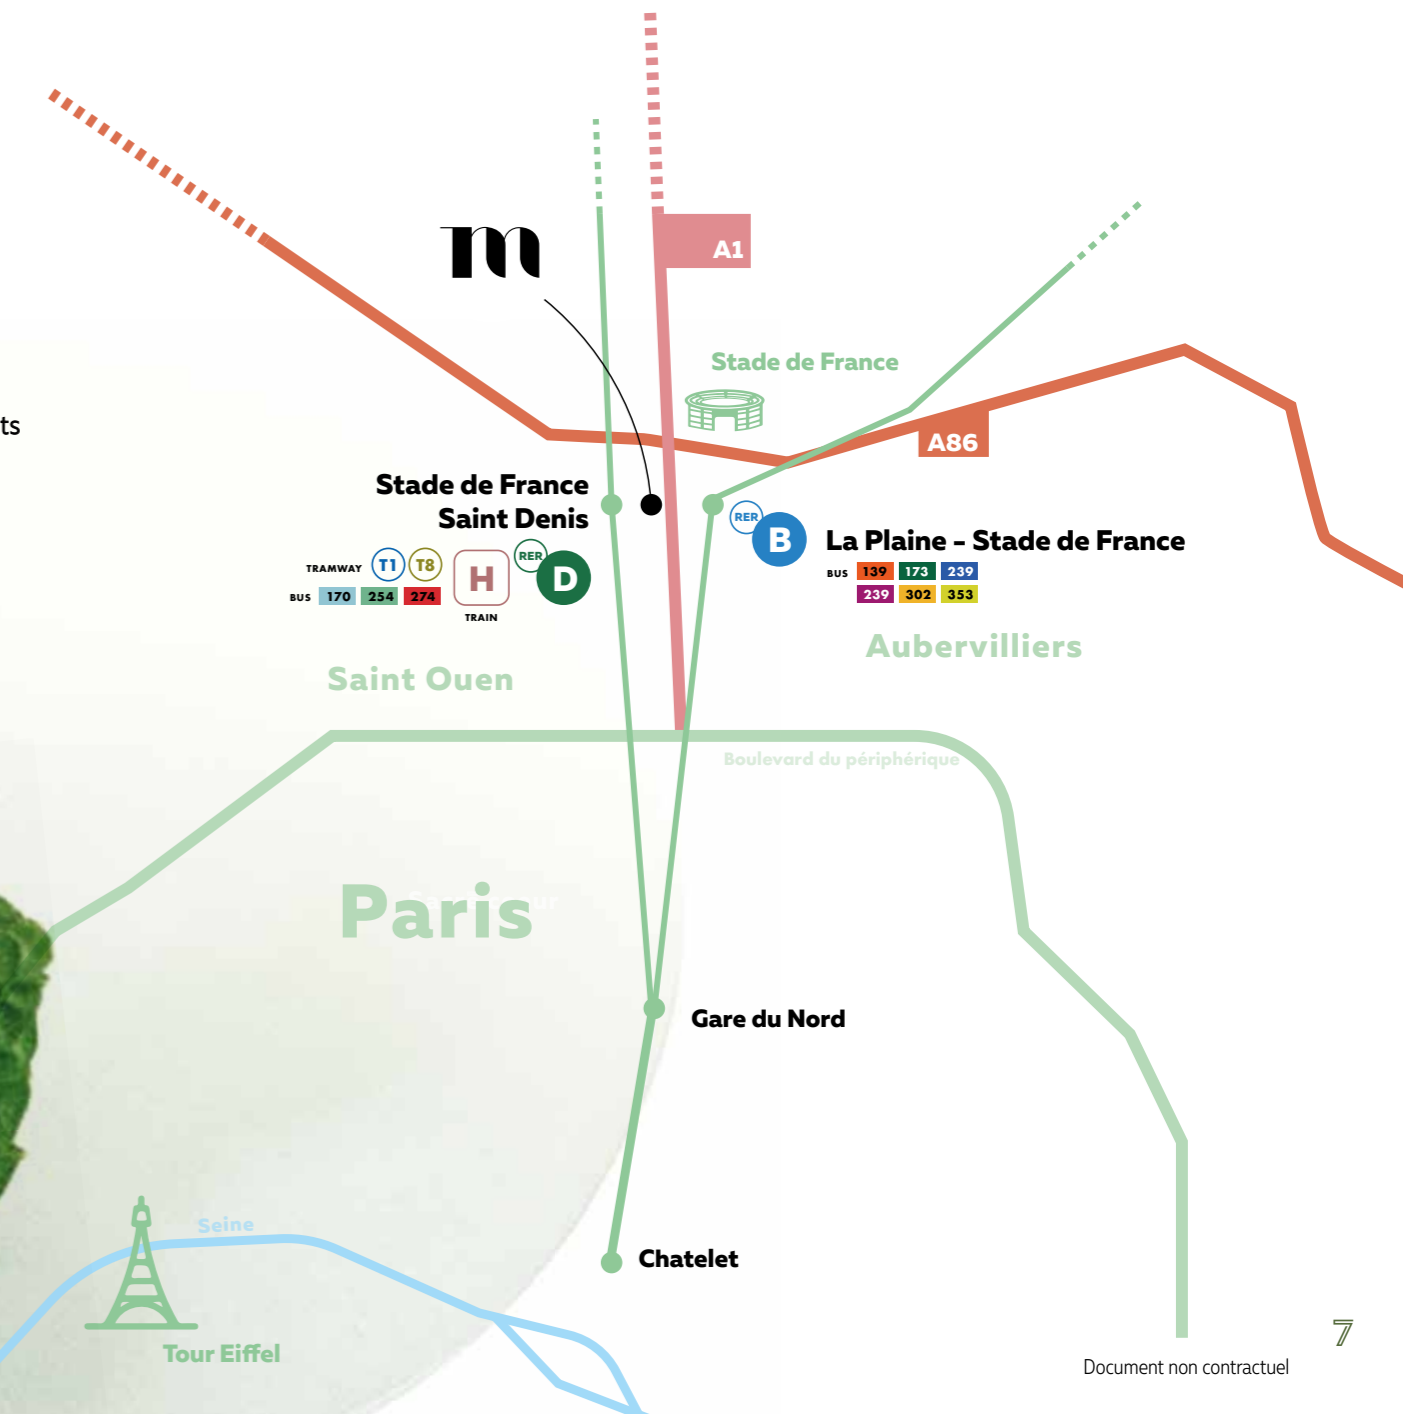 m
A1
Stade de France
ts
A86
Stade de France
Saint Denis
RER
B
La Plaine - Stade de France
TRAMWAY T1 T8
H
RER
D
BUS 139 173 239
BUS 170 254 274
239 302 353
TRAIN
Aubervilliers
Saint Ouen
Boulevard du périphérique
Paris
Gare du Nord
Seine
Chatelet
Tour Eiffel
7
Document non contractuel